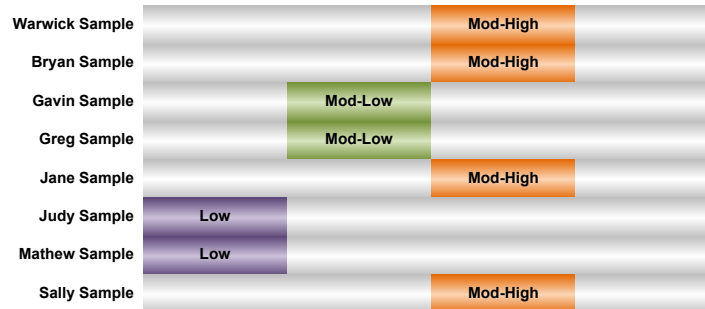 Warwick Sample Mod-High
Bryan Sample Mod-High
Gavin Sample Mod-Low
Greg Sample Mod-Low
Jane Sample Mod-High
Judy Sample Low
Mathew Sample Low
Sally Sample Mod-High